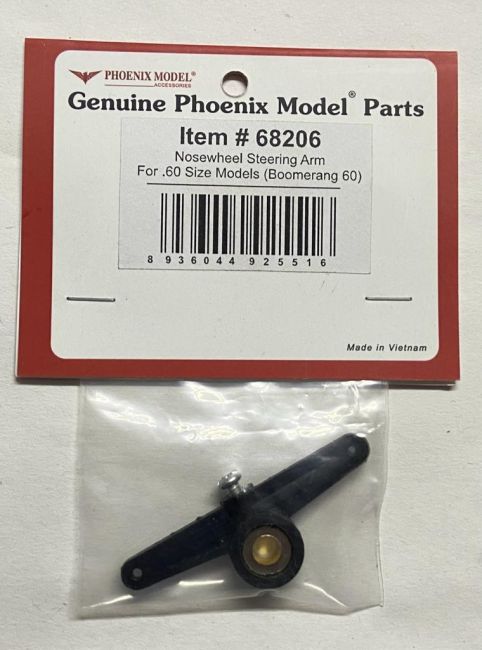 PHOENIX MODEL®
ACCESSORIES
Genuine Phoenix Model® Parts
Item # 68206
Nosewheel Steering Arm
For .60 Size Models (Boomerang 60)
8 936044 925516
Made in Vietnam